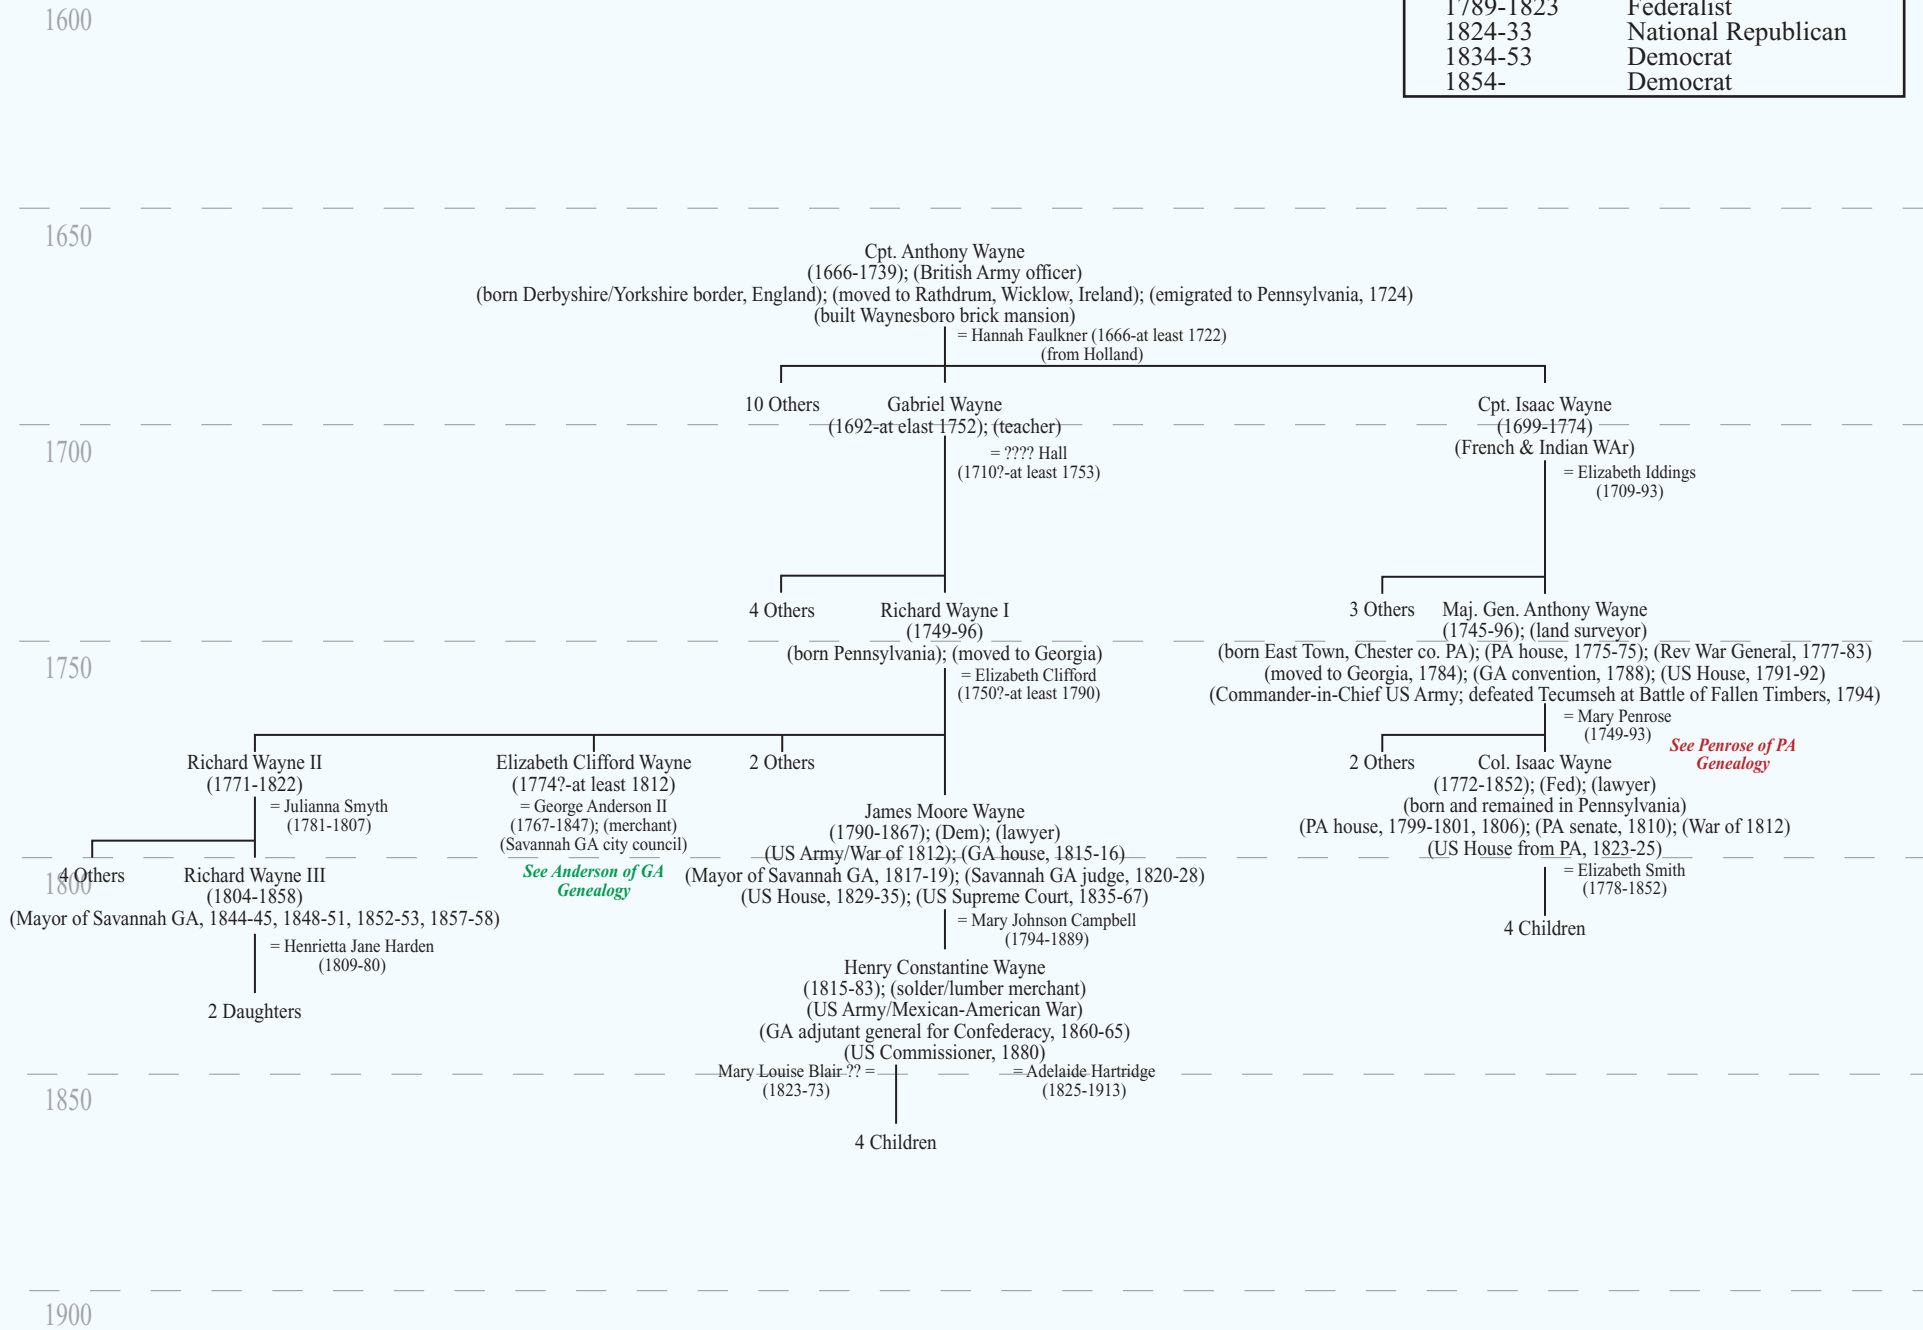 1600
1789-1823 Federalist
1824-33 National Republican
1834-53 Democrat
1854- Democrat
1650
Cpt. Anthony Wayne
(1666-1739); (British Army officer)
(born Derbyshire/Yorkshire border, England); (moved to Rathdrum, Wicklow, Ireland); (emigrated to Pennsylvania, 1724)
(built Waynesboro brick mansion)
= Hannah Faulkner (1666-at least 1722)
(from Holland)
10 Others
Gabriel Wayne
(1692-at elast 1752); (teacher)
= ???? Hall
(1710?-at least 1753)
Cpt. Isaac Wayne
(1699-1774)
(French & Indian WAr)
= Elizabeth Iddings
(1709-93)
1700
4 Others
Richard Wayne I
(1749-96)
(born Pennsylvania); (moved to Georgia)
= Elizabeth Clifford
(1750?-at least 1790)
3 Others
Maj. Gen. Anthony Wayne
(1745-96); (land surveyor)
(born East Town, Chester co. PA); (PA house, 1775-75); (Rev War General, 1777-83)
(moved to Georgia, 1784); (GA convention, 1788); (US House, 1791-92)
(Commander-in-Chief US Army; defeated Tecumseh at Battle of Fallen Timbers, 1794)
= Mary Penrose
(1749-93)
See Penrose of PA
Genealogy
1750
Richard Wayne II
(1771-1822)
= Julianna Smyth
(1781-1807)
Elizabeth Clifford Wayne
(1774?-at least 1812)
= George Anderson II
(1767-1847); (merchant)
(Savannah GA city council)
See Anderson of GA
Genealogy
2 Others
James Moore Wayne
(1790-1867); (Dem); (lawyer)
(US Army/War of 1812); (GA house, 1815-16)
(Mayor of Savannah GA, 1817-19); (Savannah GA judge, 1820-28)
(US House, 1829-35); (US Supreme Court, 1835-67)
= Mary Johnson Campbell
(1794-1889)
2 Others
Col. Isaac Wayne
(1772-1852); (Fed); (lawyer)
(born and remained in Pennsylvania)
(PA house, 1799-1801, 1806); (PA senate, 1810); (War of 1812)
(US House from PA, 1823-25)
= Elizabeth Smith
(1778-1852)
4 Children
1800
4 Others
Richard Wayne III
(1804-1858)
(Mayor of Savannah GA, 1844-45, 1848-51, 1852-53, 1857-58)
= Henrietta Jane Harden
(1809-80)
2 Daughters
Henry Constantine Wayne
(1815-83); (solder/lumber merchant)
(US Army/Mexican-American War)
(GA adjutant general for Confederacy, 1860-65)
(US Commissioner, 1880)
Mary Louise Blair ?? =
(1823-73)
= Adelaide Hartridge
(1825-1913)
1850
4 Children
1900